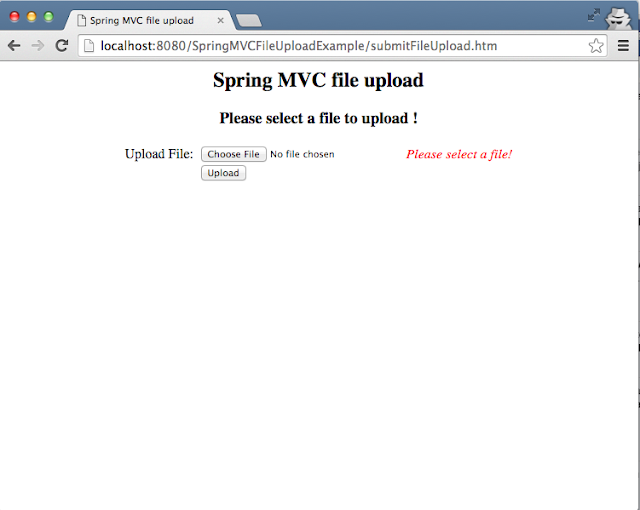 Spring MVC file upload
localhost:8080/SpringMVCFileUploadExample/submitFileUpload.htm
Spring MVC file upload
Please select a file to upload !
Upload File: Choose File No file chosen Please select a file!
Upload